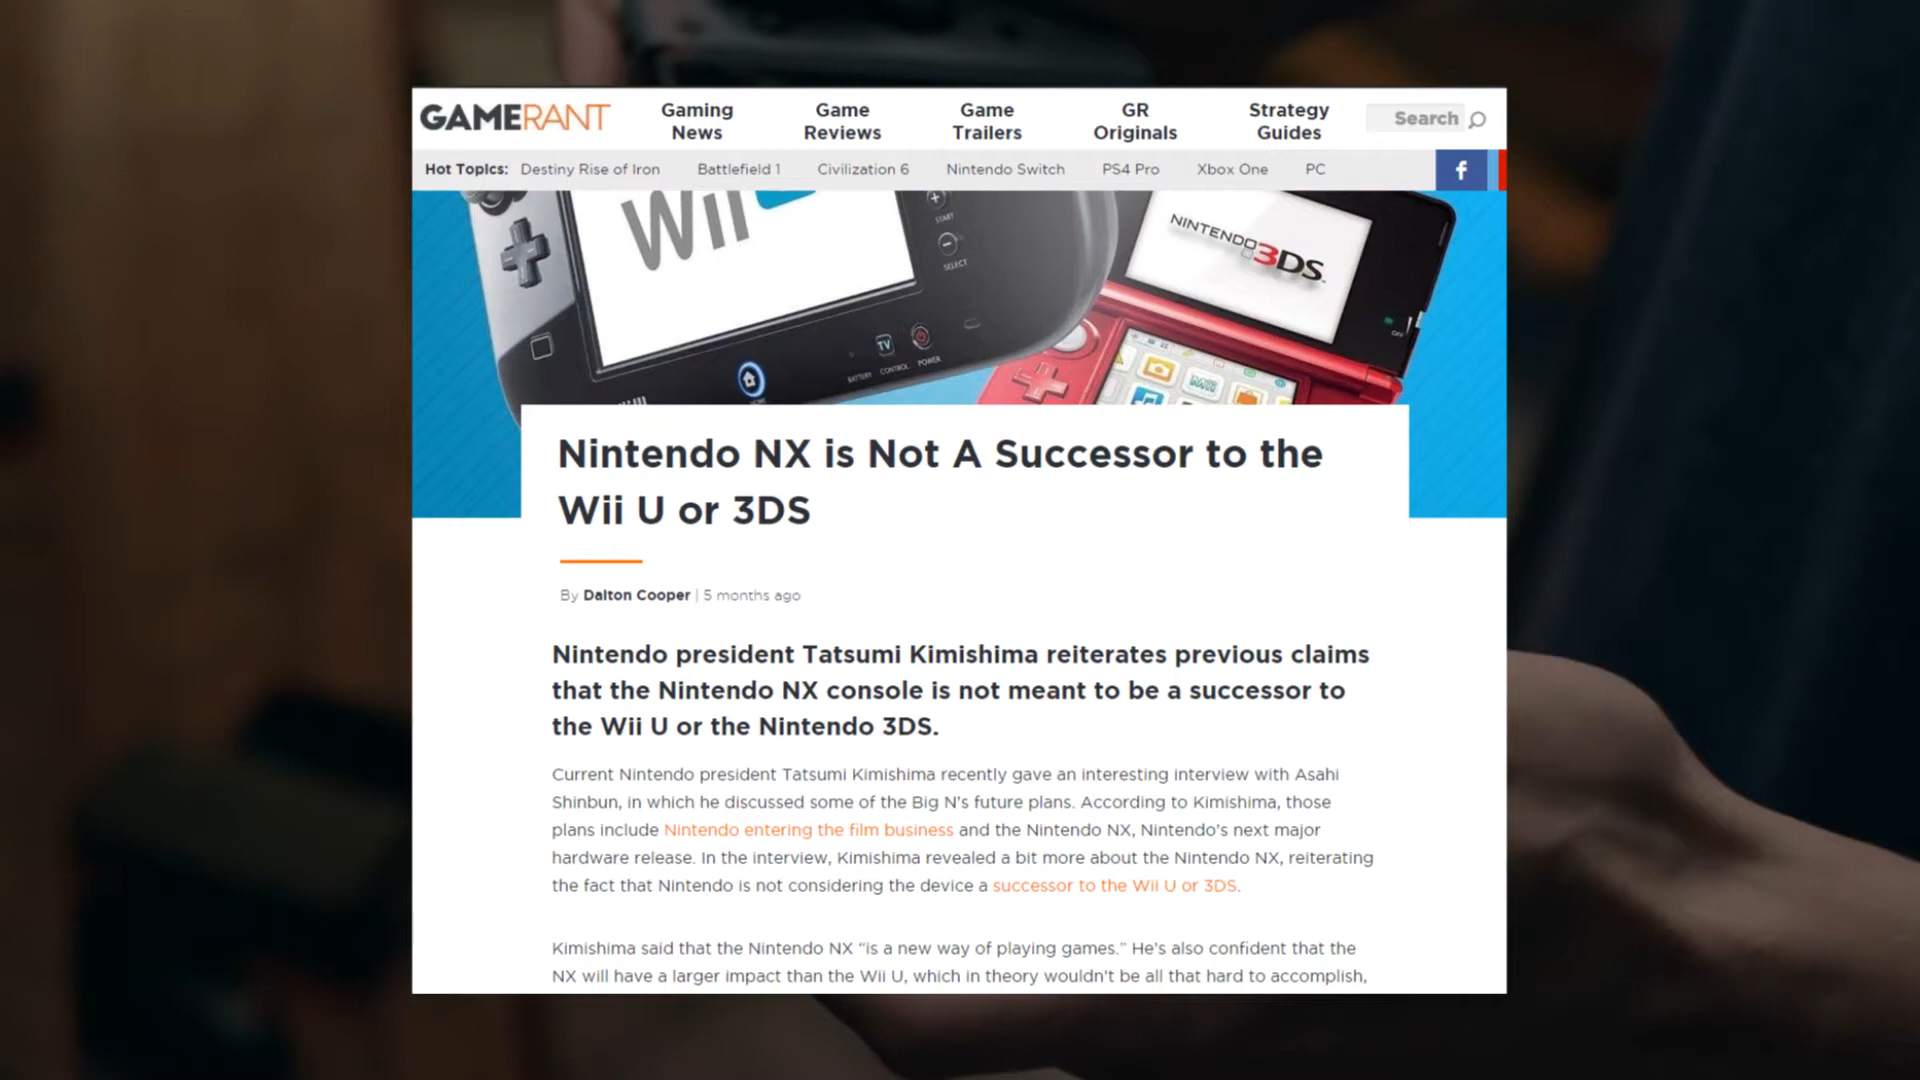 GAMERANT
Gaming News
Game Reviews
Game Trailers
GR Originals
Strategy Guides
Search
Hot Topics: Destiny Rise of Iron Battlefield 1 Civilization 6 Nintendo Switch PS4 Pro Xbox One PC
f
Wii
START
SELECT
TV
BATTERY CONTROL POWER
HOME
NINTENDO 3DS
Nintendo NX is Not A Successor to the
Wii U or 3DS
By Dalton Cooper | 5 months ago
Nintendo president Tatsumi Kimishima reiterates previous claims
that the Nintendo NX console is not meant to be a successor to
the Wii U or the Nintendo 3DS.
Current Nintendo president Tatsumi Kimishima recently gave an interesting interview with Asahi
Shinbun, in which he discussed some of the Big N's future plans. According to Kimishima, those
plans include Nintendo entering the film business and the Nintendo NX, Nintendo's next major
hardware release. In the interview, Kimishima revealed a bit more about the Nintendo NX, reiterating
the fact that Nintendo is not considering the device a successor to the Wii U or 3DS.
Kimishima said that the Nintendo NX “is a new way of playing games.” He's also confident that the
NX will have a larger impact than the Wii U, which in theory wouldn't be all that hard to accomplish,